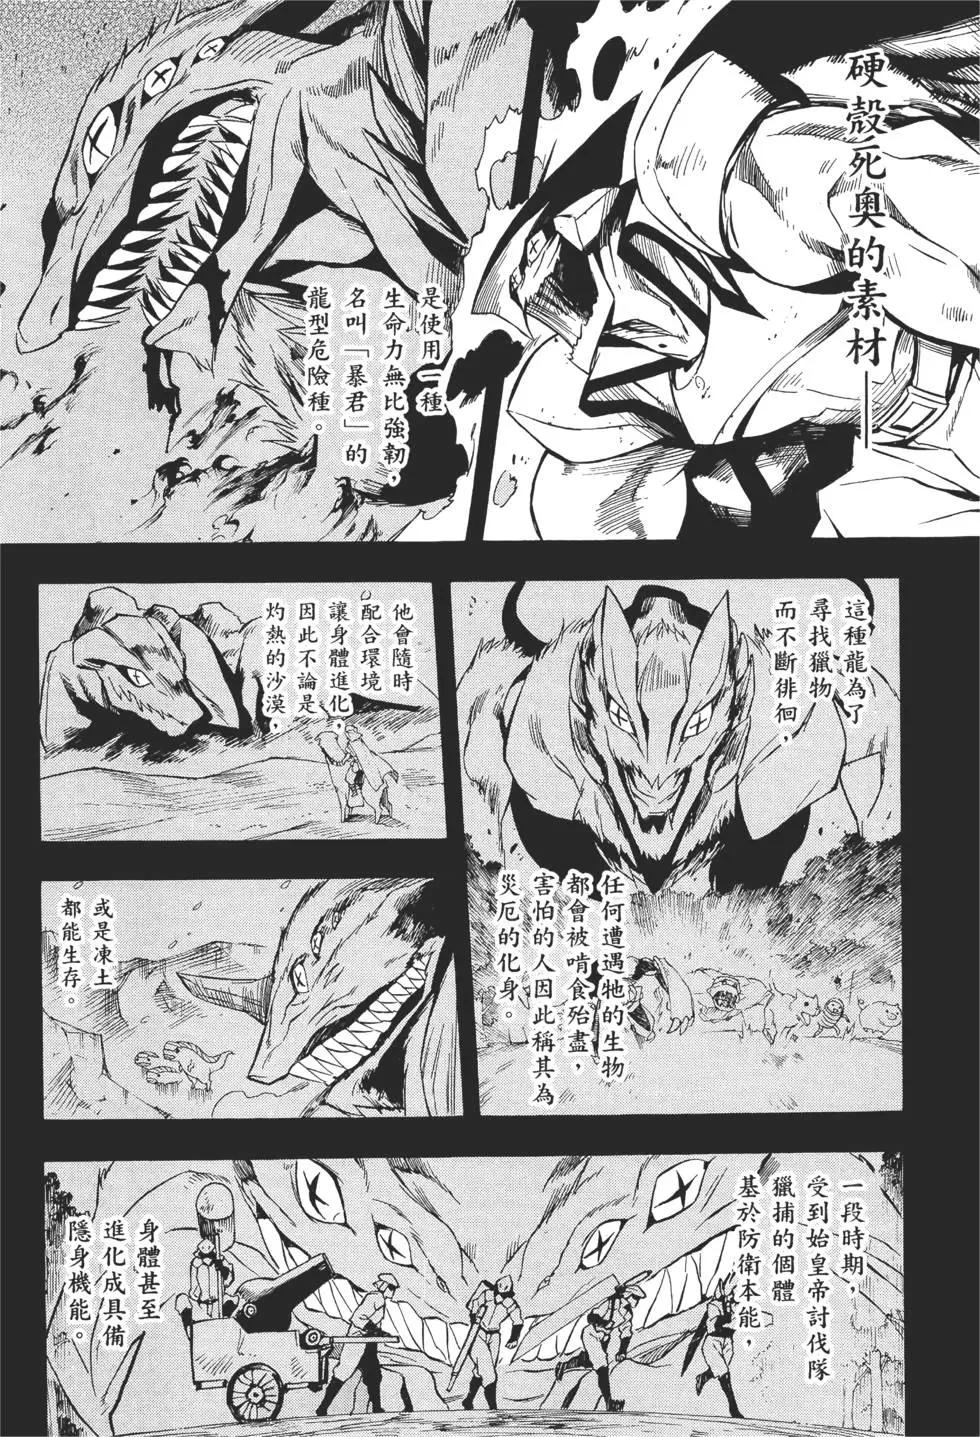 硬殼死奧的素材——
是使用一種
生命力無比強韌，
名叫「暴君」的
龍型危險種。
這種龍為了
尋找獵物
而不斷徘徊，
任何遭遇牠的生物
都會被啃食殆盡，
害怕的人因此稱其為
災厄的化身。
他會隨時
配合環境
讓身體進化，
因此不論是
灼熱的沙漠，
或是凍土
都能生存。
一段時期，
受到始皇帝討伐隊
獵捕的個體
基於防衛本能，
身體甚至
進化成具備
隱身機能。